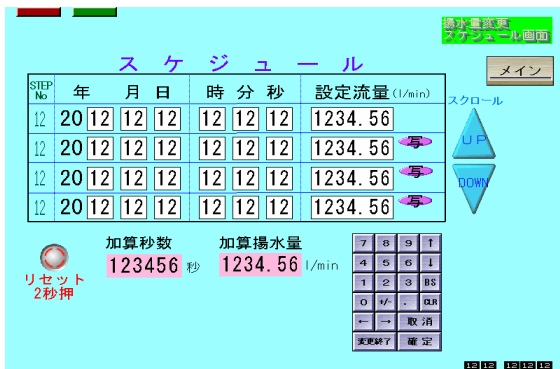 揚水量変更
スケジュール画面
スケジュール
メイン
STEP No 年 月 日 時 分 秒 設定流量(l/min)
スクロール
12 20 12 12 12 12 12 12 1234.56
UP
12 20 12 12 12 12 12 12 1234.56 写
12 20 12 12 12 12 12 12 1234.56 写
DOWN
12 20 12 12 12 12 12 12 1234.56 写
加算秒数 加算揚水量
123456 秒 1234.56 l/min
リセット
2秒押
7 8 9 ↑
4 5 6 ↓
1 2 3 BS
0 +/- . CLR
← → 取消
変更終了 確定
12 12 12 12 12